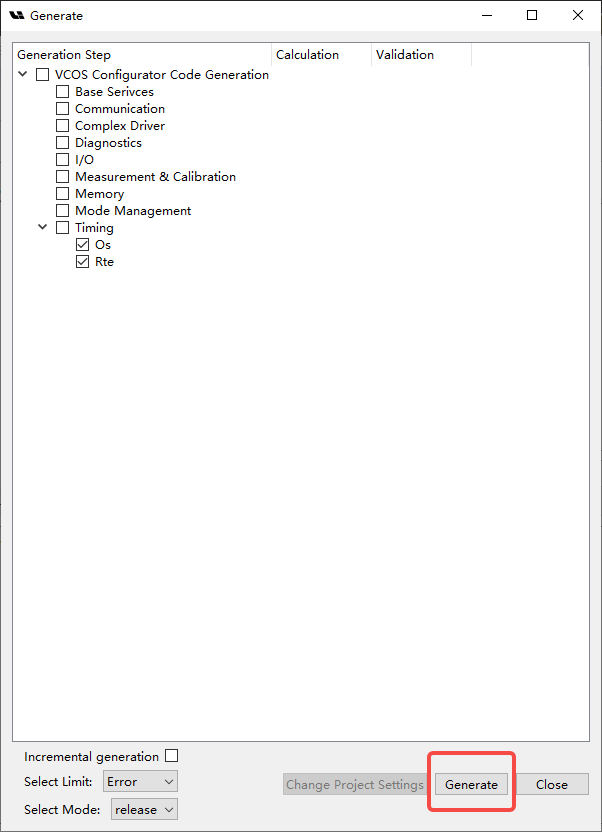 Generate
Generation Step Calculation Validation
VCOS Configurator Code Generation
Base Serivces
Communication
Complex Driver
Diagnostics
I/O
Measurement & Calibration
Memory
Mode Management
Timing
Os
Rte
Incremental generation
Select Limit: Error Change Project Settings Generate Close
Select Mode: release